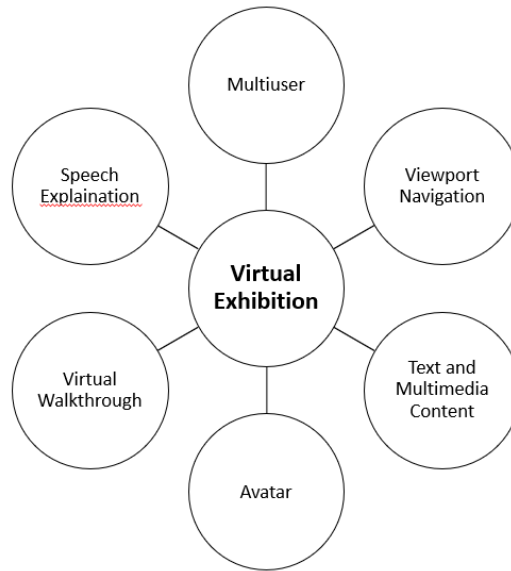 Multiuser
Speech
Explaination
Viewport
Navigation
Virtual
Exhibition
Virtual
Walkthrough
Text and
Multimedia
Content
Avatar